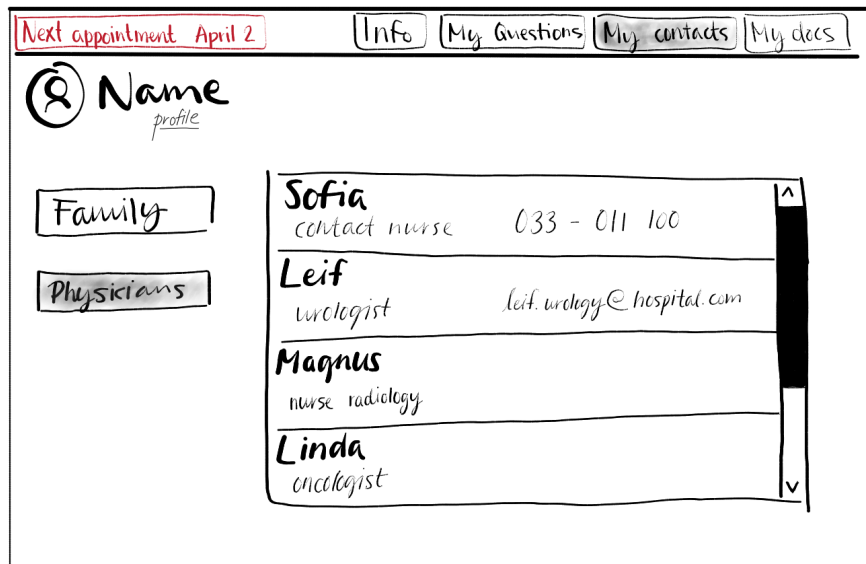 Next appointment April 2
Info
My Questions
My contacts
My docs
Name
profile
Family
Physicians
Sofia
contact nurse 033 - 011 100
Leif
urologist leif.urology@hospital.com
Magnus
nurse radiology
Linda
oncologist